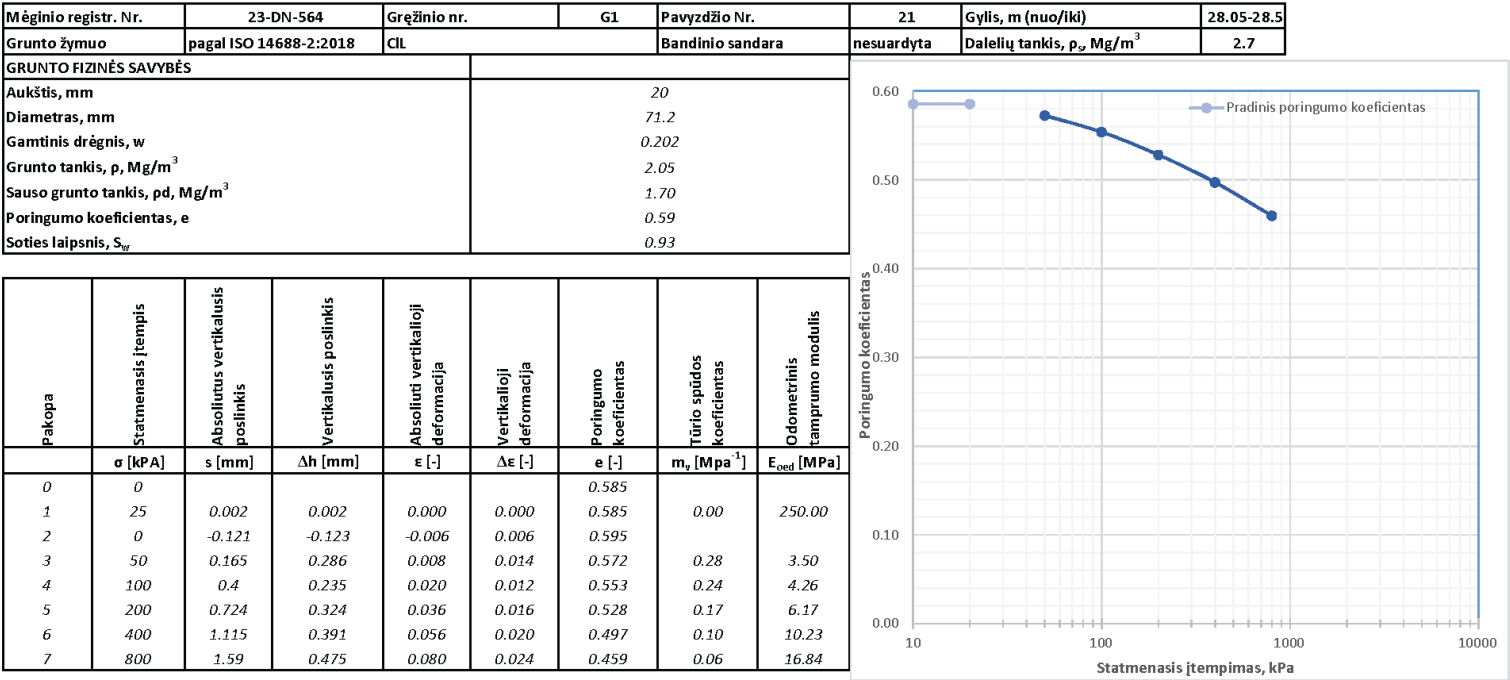 Mėginio registr. Nr. 23-DN-564 Gręžinio nr. G1 Pavyzdžio Nr. 21 Gylis, m (nuo/iki) 28.05-28.5
Grunto žymuo pagal ISO 14688-2:2018 ClL Bandinio sandara nesuardyta Dalelių tankis, ρs, Mg/m³ 2.7
GRUNTO FIZINĖS SAVYBĖS
Aukštis, mm 20
Diametras, mm 71.2
Gamtinis drėgnis, w 0.202
Grunto tankis, ρ, Mg/m³ 2.05
Sauso grunto tankis, ρd, Mg/m³ 1.70
Poringumo koeficientas, e 0.59
Soties laipsnis, Sw 0.93
Pakopa
Statmenasis įtempis
Absoliutus vertikalusis poslinkis
Vertikalusis poslinkis
Absoliuti vertikalioji deformacija
Vertikalioji deformacija
Poringumo koeficientas
Tūrio spūdos koeficientas
Odometrinis tamprumo modulis
σ [kPA] s [mm] Δh [mm] ε [-] Δε [-] e [-] mv [Mpa⁻¹] Eoed [MPa]
0 0 0.585
1 25 0.002 0.002 0.000 0.000 0.585 0.00 250.00
2 0 -0.121 -0.123 -0.006 0.006 0.595
3 50 0.165 0.286 0.008 0.014 0.572 0.28 3.50
4 100 0.4 0.235 0.020 0.012 0.553 0.24 4.26
5 200 0.724 0.324 0.036 0.016 0.528 0.17 6.17
6 400 1.115 0.391 0.056 0.020 0.497 0.10 10.23
7 800 1.59 0.475 0.080 0.024 0.459 0.06 16.84
Pradinis poringumo koeficientas
Poringumo koeficientas
0.60
0.50
0.40
0.30
0.20
0.10
0.00
10 100 1000 10000
Statmenasis įtempimas, kPa